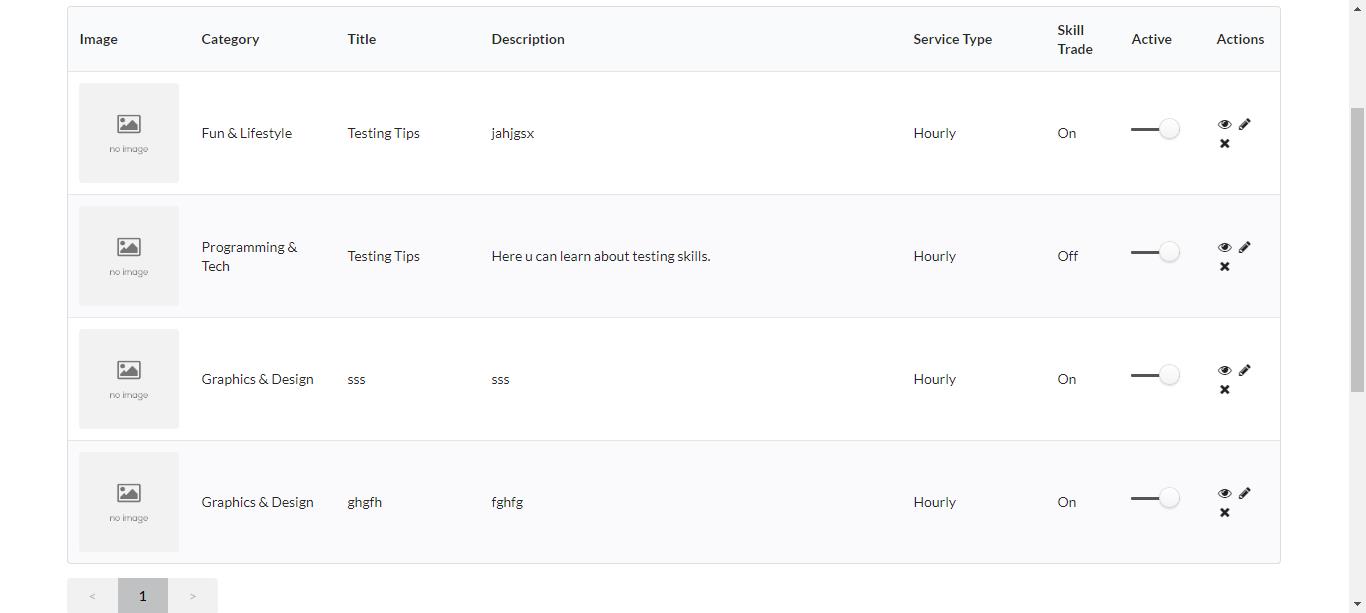 Image Category Title Description Service Type Skill Trade Active Actions
no image Fun & Lifestyle Testing Tips jahjgsx Hourly On
no image Programming & Tech Testing Tips Here u can learn about testing skills. Hourly Off
no image Graphics & Design sss sss Hourly On
no image Graphics & Design ghgfh fghfg Hourly On
< 1 >